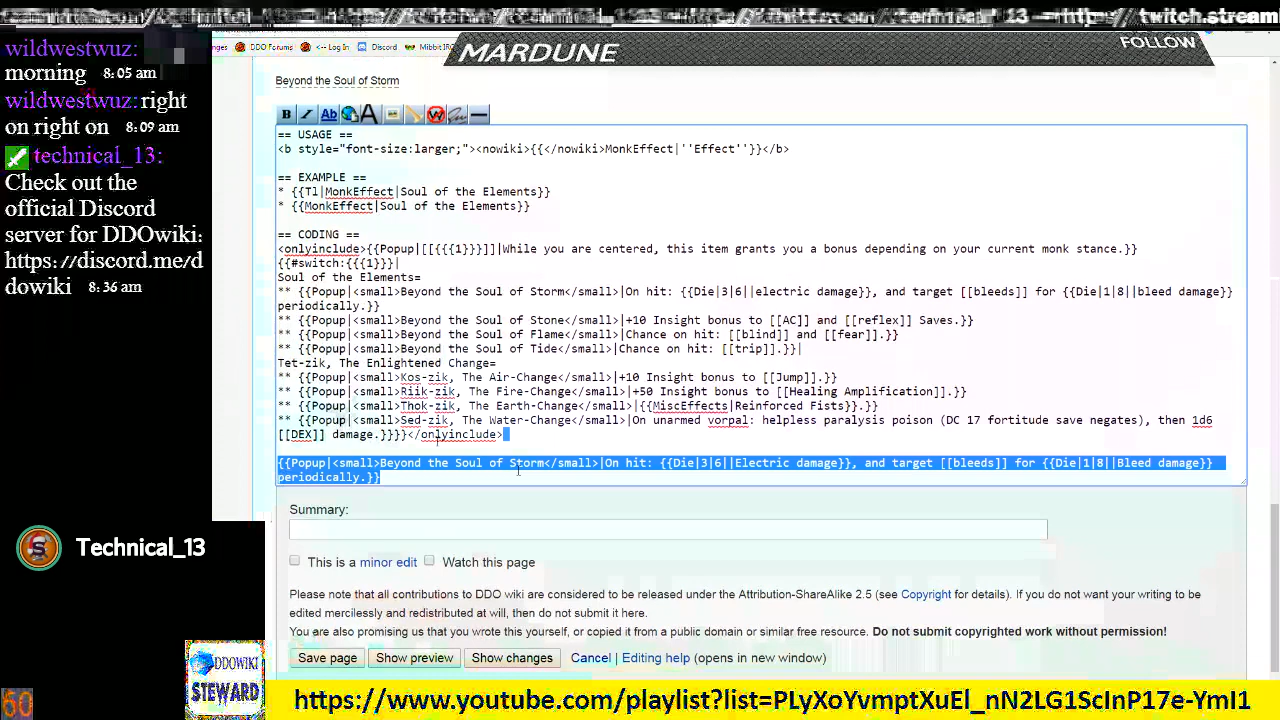 technical_13 — https://twitch.stream
wildwestwuz:
morning 8:05 am
wildwestwuz: right
on right on 8:09 am
technical_13:
Check out the
official Discord
server for DDOwiki:
https://discord.me/d
dowiki 8:36 am
Technical_13
DDOWIKI
STEWARD
60
DDO Forums <-- Log In Discord Mibbit IRC
MARDUNE
FOLLOW
Beyond the Soul of Storm
B I Ab A W
== USAGE ==
<b style="font-size:larger;"><nowiki>{{</nowiki>MonkEffect|''Effect''}}</b>
== EXAMPLE ==
* {{Tl|MonkEffect|Soul of the Elements}}
* {{MonkEffect|Soul of the Elements}}
== CODING ==
<onlyinclude>{{Popup|[[{{{1}}}]]|While you are centered, this item grants you a bonus depending on your current monk stance.}}
{{#switch:{{{1}}}|
Soul of the Elements=
** {{Popup|<small>Beyond the Soul of Storm</small>|On hit: {{Die|3|6||electric damage}}, and target [[bleeds]] for {{Die|1|8||bleed damage}}
periodically.}}
** {{Popup|<small>Beyond the Soul of Stone</small>|+10 Insight bonus to [[AC]] and [[reflex]] Saves.}}
** {{Popup|<small>Beyond the Soul of Flame</small>|Chance on hit: [[blind]] and [[fear]].}}
** {{Popup|<small>Beyond the Soul of Tide</small>|Chance on hit: [[trip]].}}|
Tet-zik, The Enlightened Change=
** {{Popup|<small>Kos-zik, The Air-Change</small>|+10 Insight bonus to [[Jump]].}}
** {{Popup|<small>Riik-zik, The Fire-Change</small>|+50 Insight bonus to [[Healing Amplification]].}}
** {{Popup|<small>Thok-zik, The Earth-Change</small>|{{MiscEffects|Reinforced Fists}}.}}
** {{Popup|<small>Sed-zik, The Water-Change</small>|On unarmed vorpal: helpless paralysis poison (DC 17 fortitude save negates), then 1d6
[[DEX]] damage.}}}}</onlyinclude>
{{Popup|<small>Beyond the Soul of Storm</small>|On hit: {{Die|3|6||Electric damage}}, and target [[bleeds]] for {{Die|1|8||Bleed damage}}
periodically.}}
Summary:
This is a minor edit Watch this page
Please note that all contributions to DDO wiki are considered to be released under the Attribution-ShareAlike 2.5 (see Copyright for details). If you do not want your writing to be
edited mercilessly and redistributed at will, then do not submit it here.
You are also promising us that you wrote this yourself, or copied it from a public domain or similar free resource. Do not submit copyrighted work without permission!
Save page Show preview Show changes Cancel | Editing help (opens in new window)
https://www.youtube.com/playlist?list=PLyXoYvmptXuEl_nN2LG1ScInP17e-YmI1